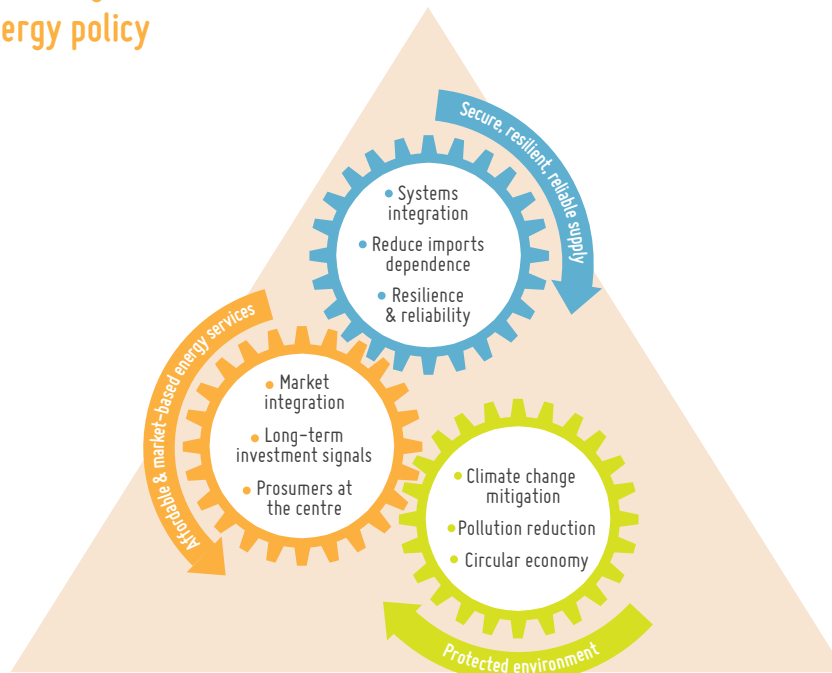 ergy policy
Secure, resilient, reliable supply
• Systems
integration
• Reduce imports
dependence
• Resilience
& reliability
Affordable & market-based energy services
• Market
integration
• Long-term
investment signals
• Prosumers at
the centre
• Climate change
mitigation
• Pollution reduction
• Circular economy
Protected environment